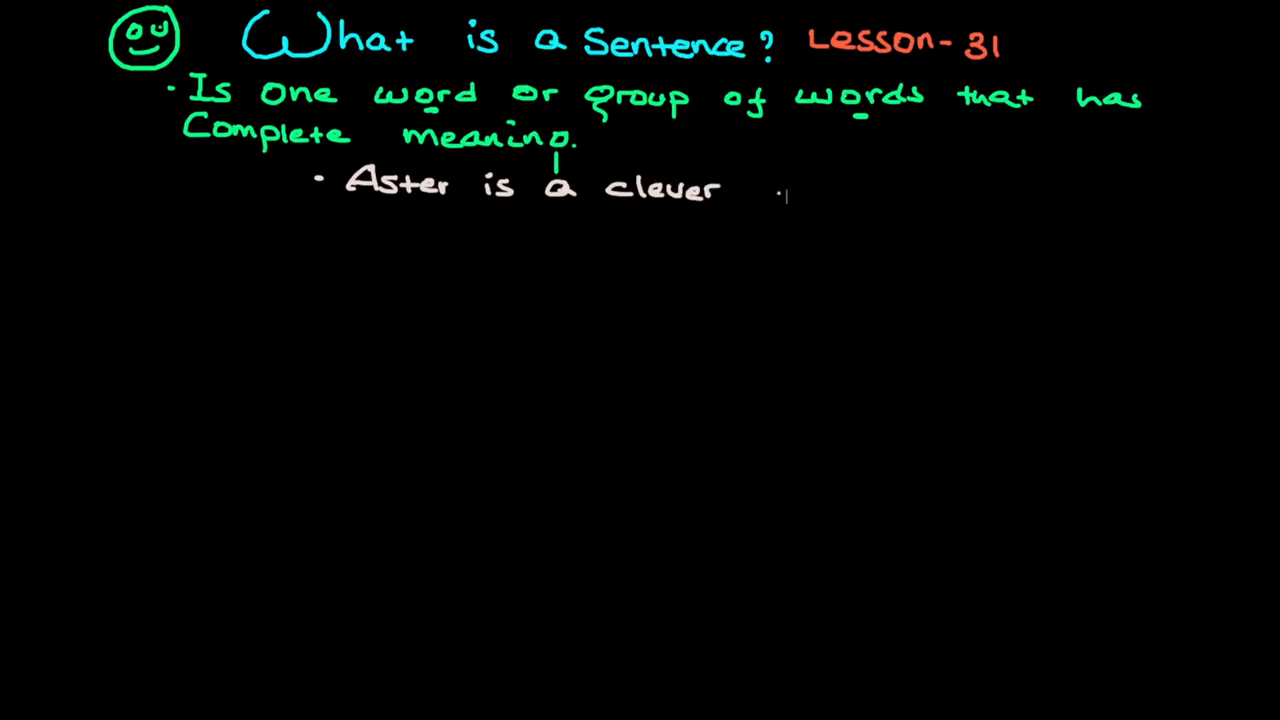 What is a Sentence? Lesson-31
· Is one word or group of words that has
Complete meaning.
· Aster is a clever